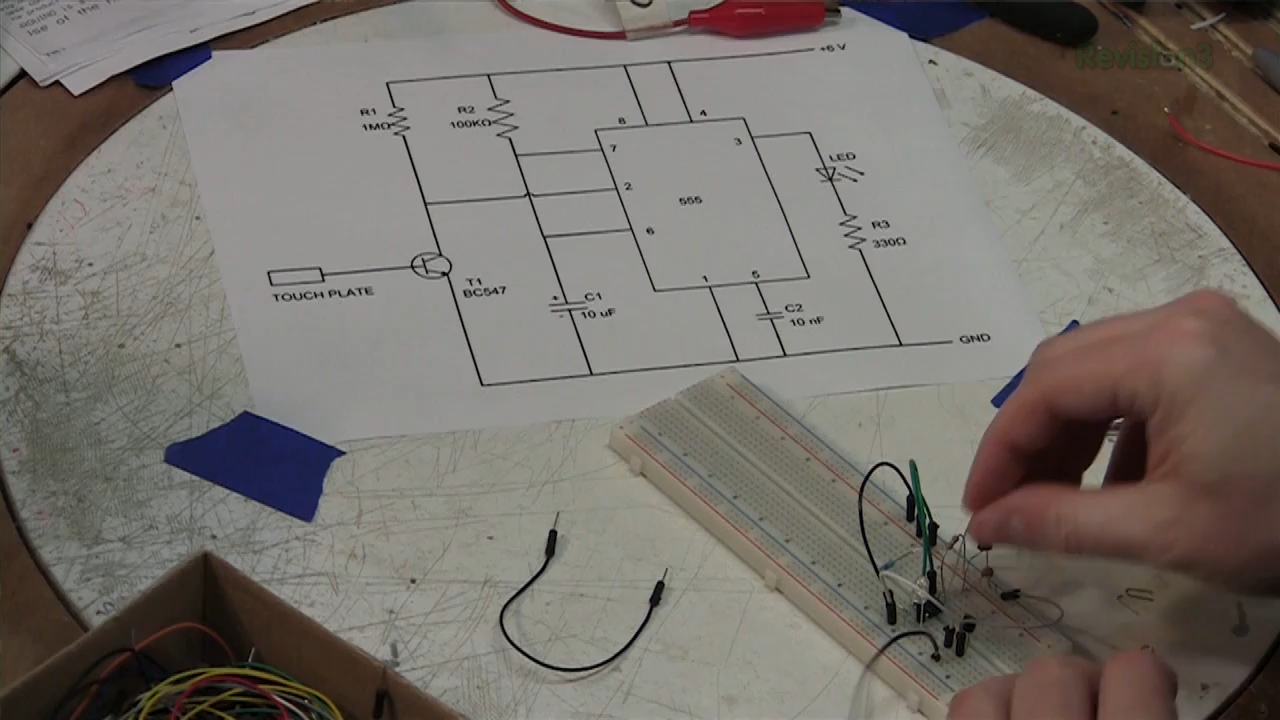 +6 V
Revision3
R1
1MΩ
R2
100KΩ
8
4
7
3
2
LED
555
6
R3
330Ω
TOUCH PLATE
T1
BC547
+
C1
-
10 uF
1
5
C2
10 nF
GND